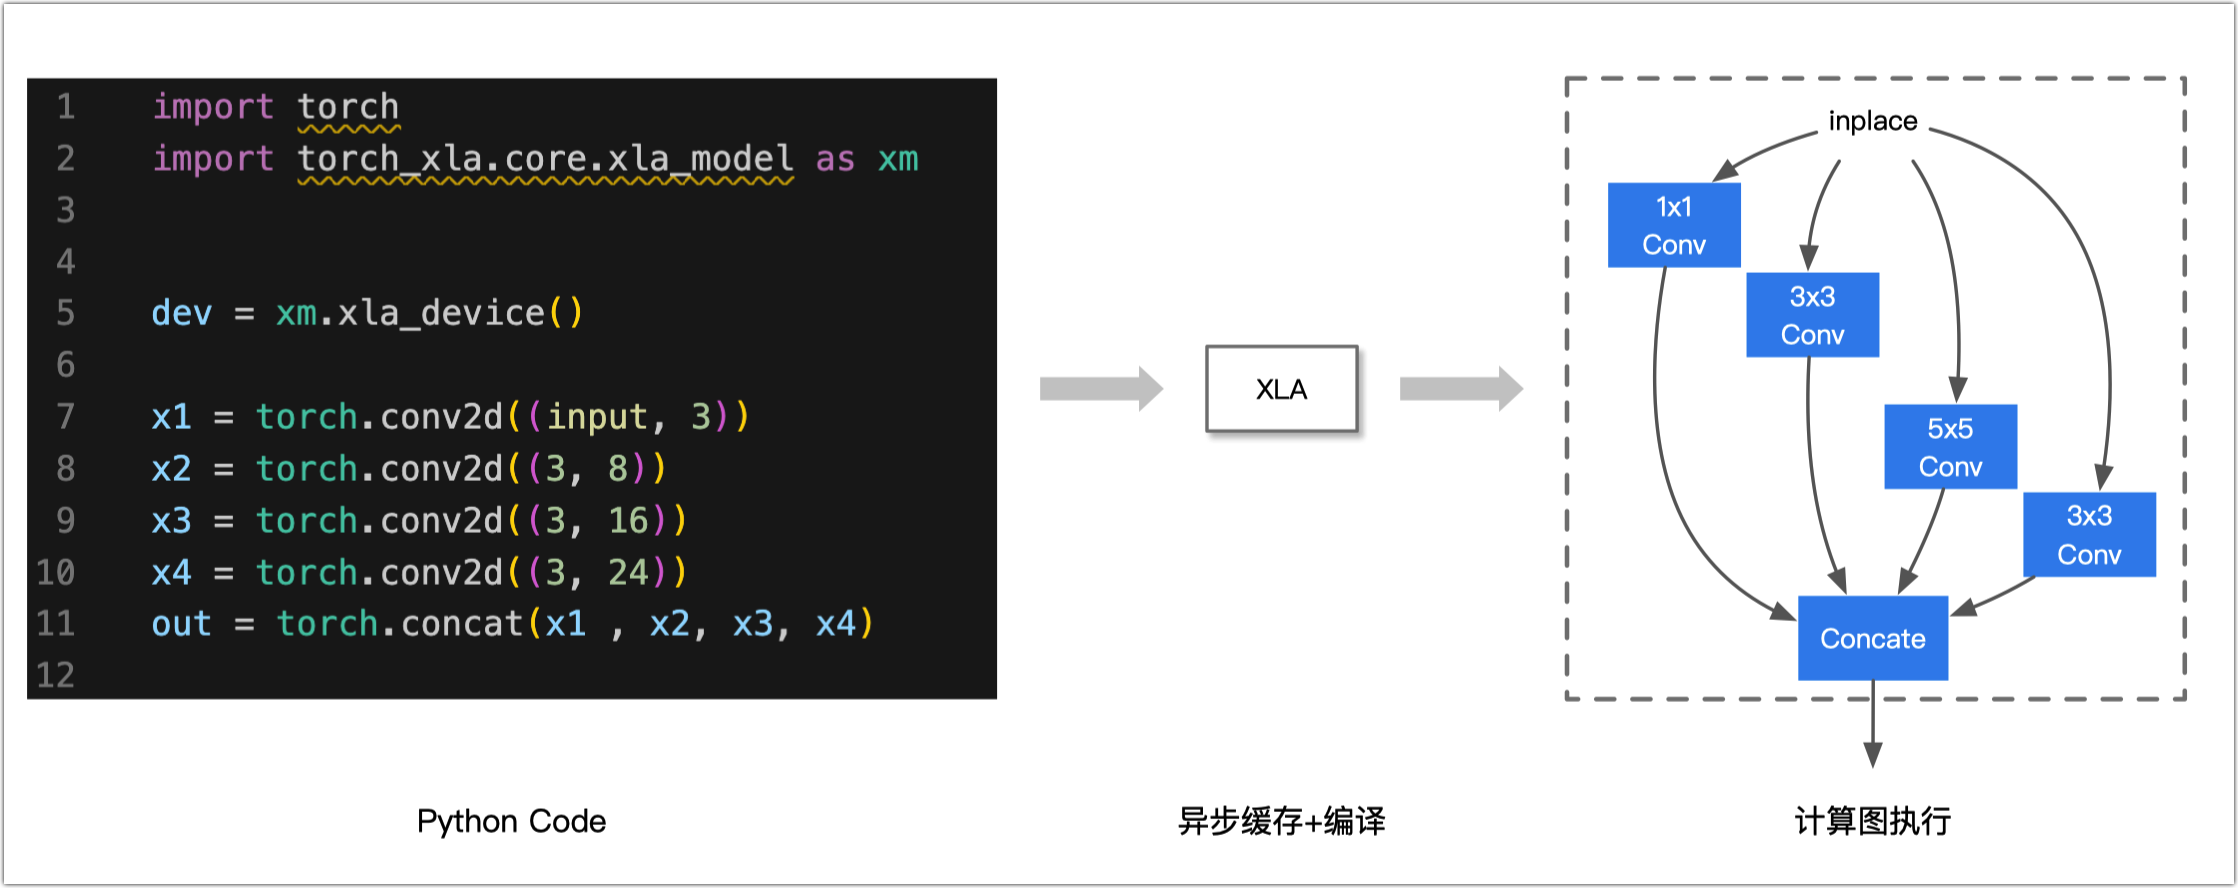 1 import torch
2 import torch_xla.core.xla_model as xm
3
4
5 dev = xm.xla_device()
6
7 x1 = torch.conv2d((input, 3))
8 x2 = torch.conv2d((3, 8))
9 x3 = torch.conv2d((3, 16))
10 x4 = torch.conv2d((3, 24))
11 out = torch.concat(x1 , x2, x3, x4)
12
Python Code
XLA
异步缓存+编译
inplace
1x1
Conv
3x3
Conv
5x5
Conv
3x3
Conv
Concate
计算图执行